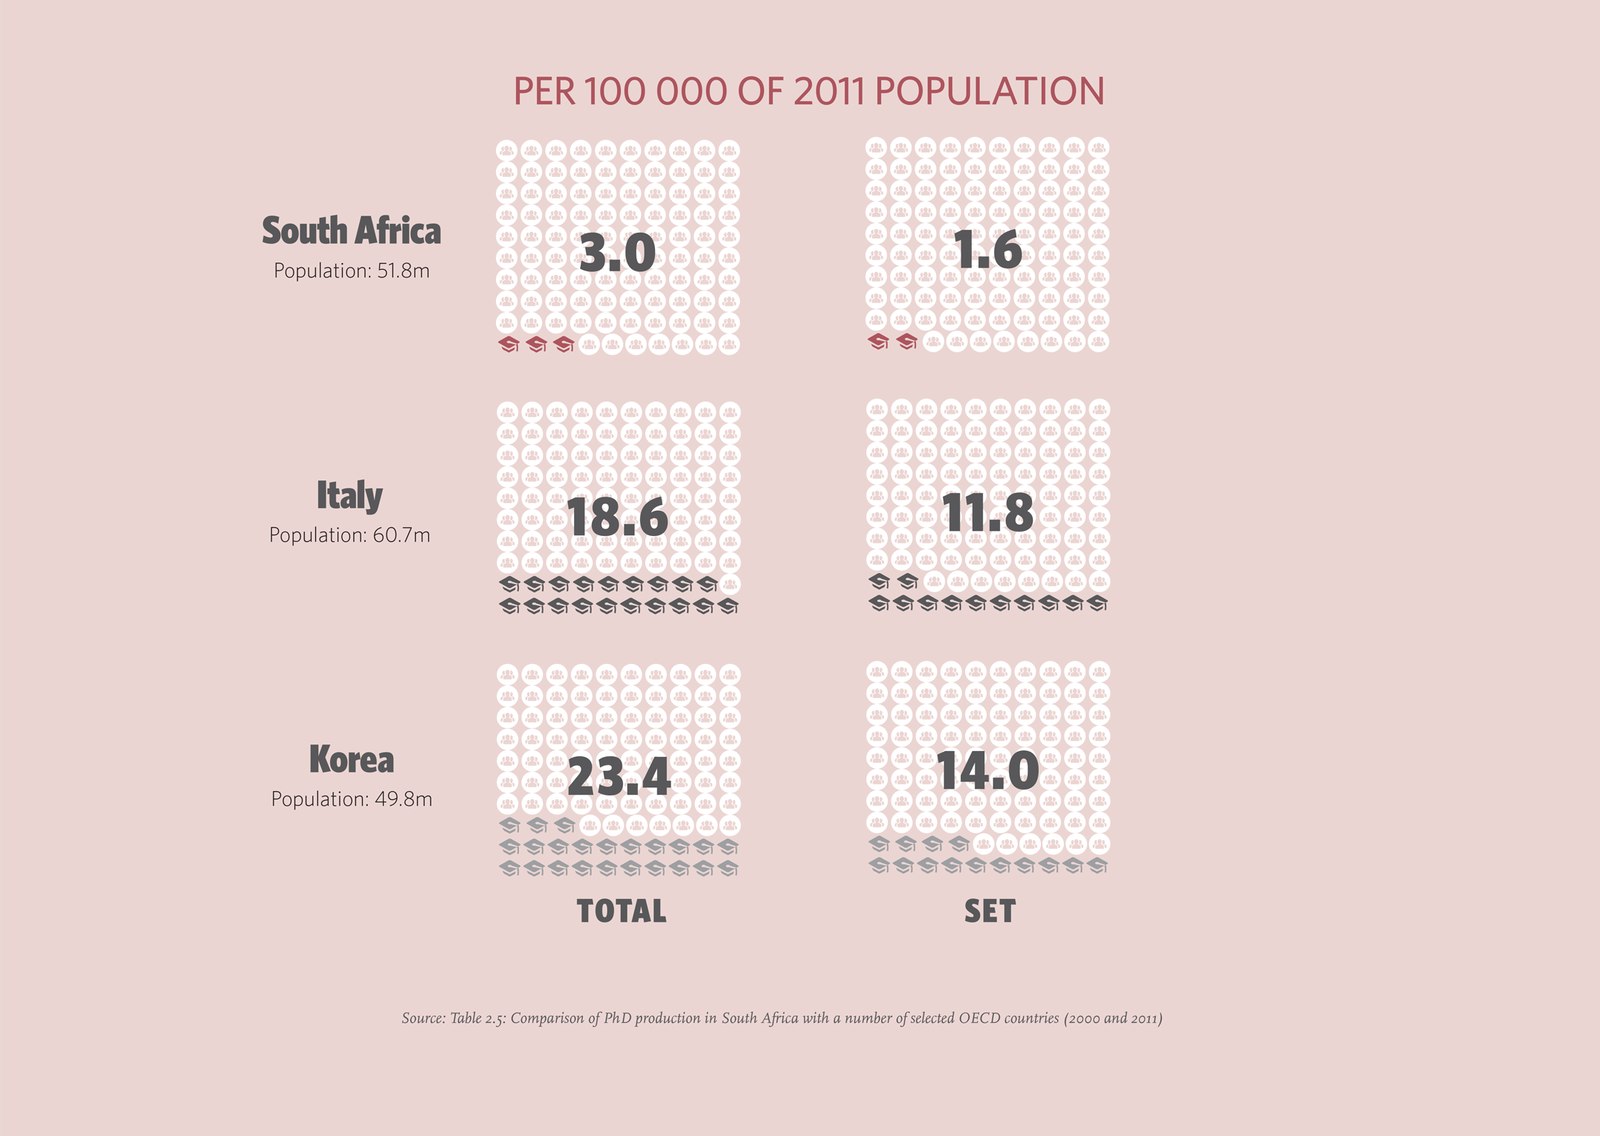 PER 100 000 OF 2011 POPULATION
South Africa
Population: 51.8m
3.0
1.6
Italy
Population: 60.7m
18.6
11.8
Korea
Population: 49.8m
23.4
14.0
TOTAL
SET
Source: Table 2.5: Comparison of PhD production in South Africa with a number of selected OECD countries (2000 and 2011)